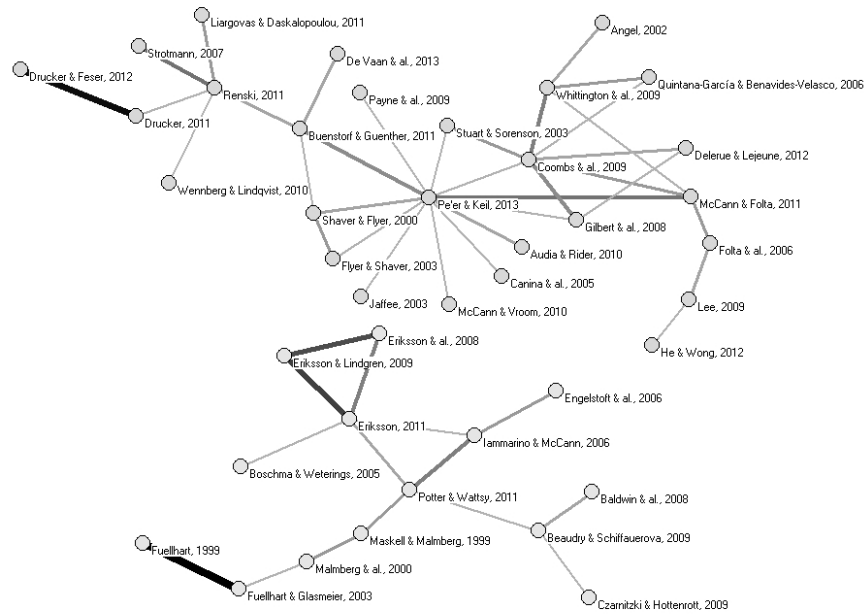 Liargovas & Daskalopoulou, 2011
Angel, 2002
Strotmann, 2007
De Vaan & al., 2013
Drucker & Feser, 2012
Quintana-García & Benavides-Velasco, 2006
Renski, 2011
Whittington & al., 2009
Payne & al., 2009
Drucker, 2011
Stuart & Sorenson, 2003
Buenstorf & Guenther, 2011
Delerue & Lejeune, 2012
Coombs & al., 2009
Wennberg & Lindqvist, 2010
Pe'er & Keil, 2013
McCann & Folta, 2011
Shaver & Flyer, 2000
Gilbert & al., 2008
Audia & Rider, 2010
Folta & al., 2006
Flyer & Shaver, 2003
Canina & al., 2005
Jaffee, 2003
McCann & Vroom, 2010
Lee, 2009
Eriksson & al., 2008
He & Wong, 2012
Eriksson & Lindgren, 2009
Engelstoft & al., 2006
Eriksson, 2011
Iammarino & McCann, 2006
Boschma & Weterings, 2005
Potter & Wattsy, 2011
Baldwin & al., 2008
Maskell & Malmberg, 1999
Beaudry & Schiffauerova, 2009
Fuellhart, 1999
Malmberg & al., 2000
Fuellhart & Glasmeier, 2003
Czarnitzki & Hottenrott, 2009